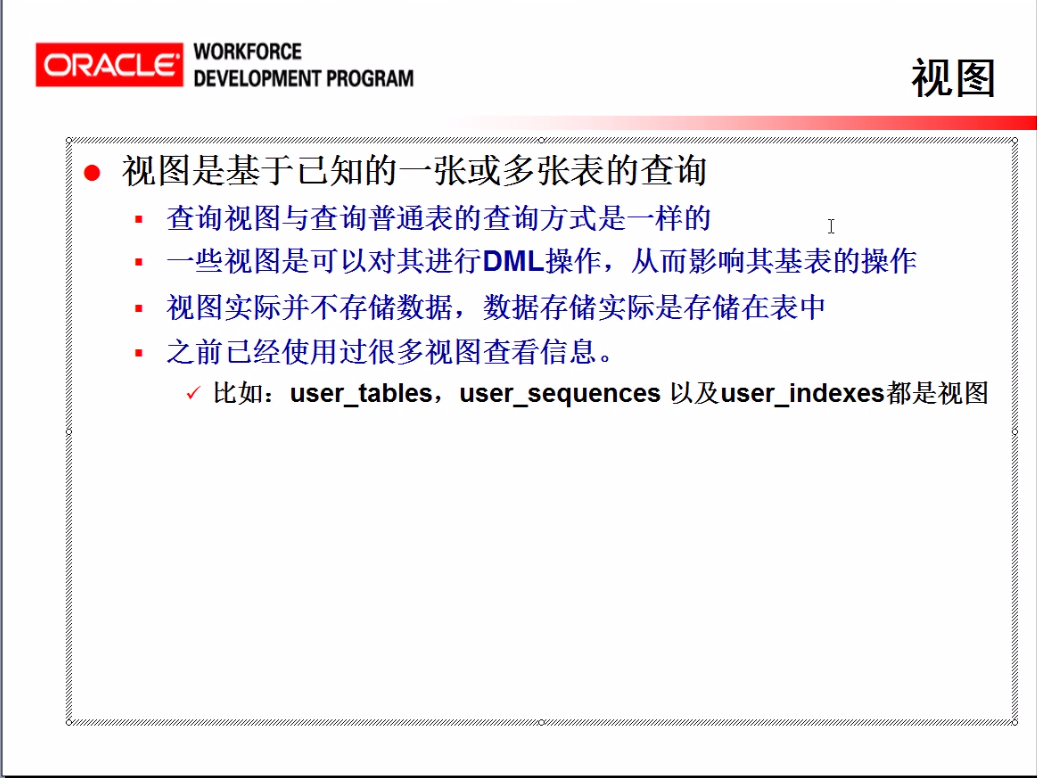 ORACLE WORKFORCE
DEVELOPMENT PROGRAM
视图
视图是基于已知的一张或多张表的查询
查询视图与查询普通表的查询方式是一样的
一些视图是可以对其进行DML操作，从而影响其基表的操作
视图实际并不存储数据，数据存储实际是存储在表中
之前已经使用过很多视图查看信息。
比如：user_tables，user_sequences 以及user_indexes都是视图